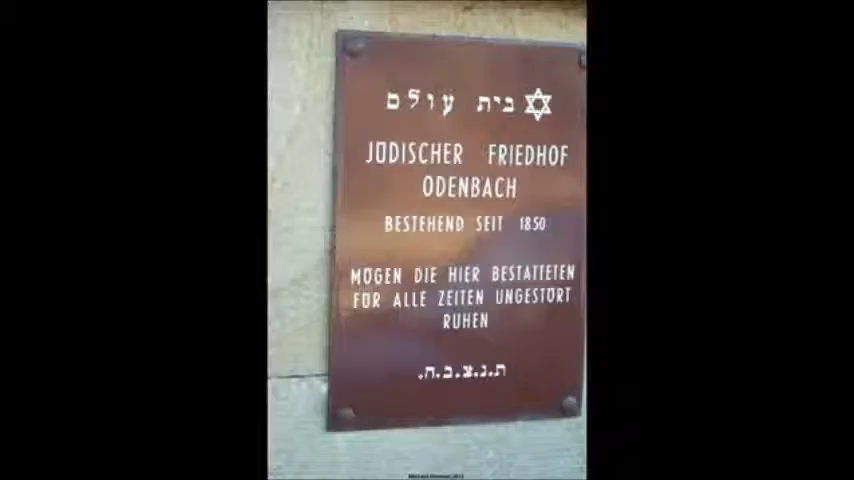 בית עולם
JÜDISCHER FRIEDHOF
ODENBACH
BESTEHEND SEIT 1850
MÖGEN DIE HIER BESTATTETEN
FÜR ALLE ZEITEN UNGESTÖRT
RUHEN
ת.נ.צ.ב.ה.